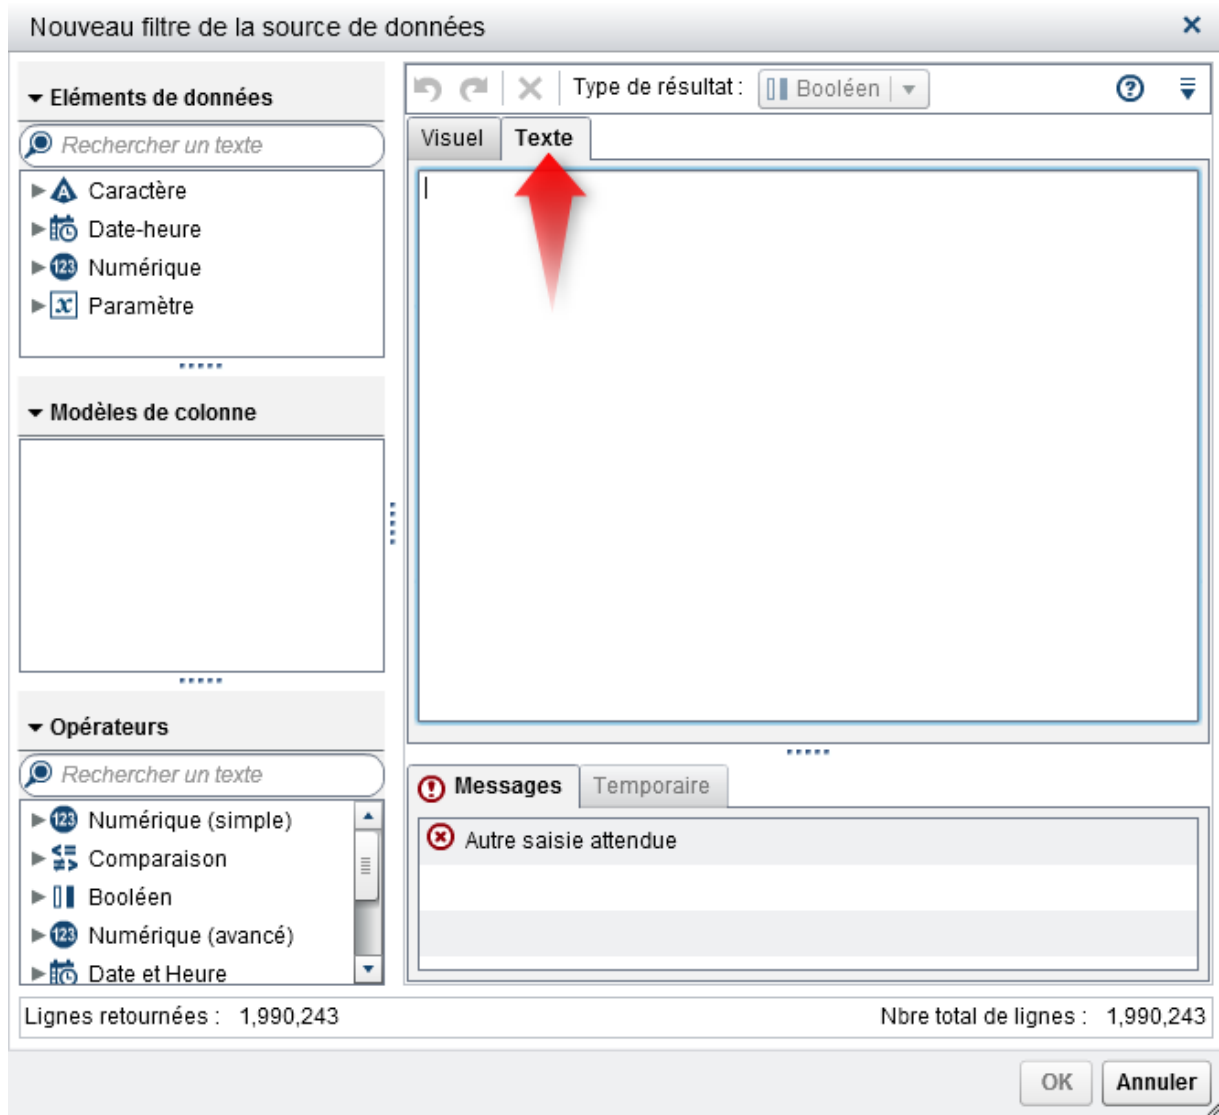 Nouveau filtre de la source de données
Eléments de données
Rechercher un texte
Caractère
Date-heure
123 Numérique
x Paramètre
Modèles de colonne
Opérateurs
Rechercher un texte
123 Numérique (simple)
Comparaison
Booléen
123 Numérique (avancé)
Date et Heure
Type de résultat : Booléen
Visuel Texte
Messages Temporaire
Autre saisie attendue
Lignes retournées : 1,990,243
Nbre total de lignes : 1,990,243
OK Annuler